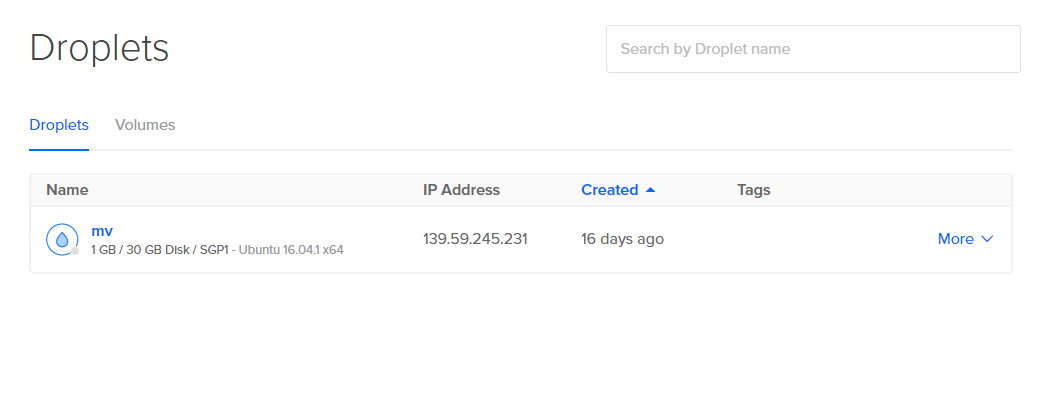 Droplets
Search by Droplet name
Droplets Volumes
Name IP Address Created Tags
mv
1 GB / 30 GB Disk / SGP1 - Ubuntu 16.04.1 x64
139.59.245.231 16 days ago More